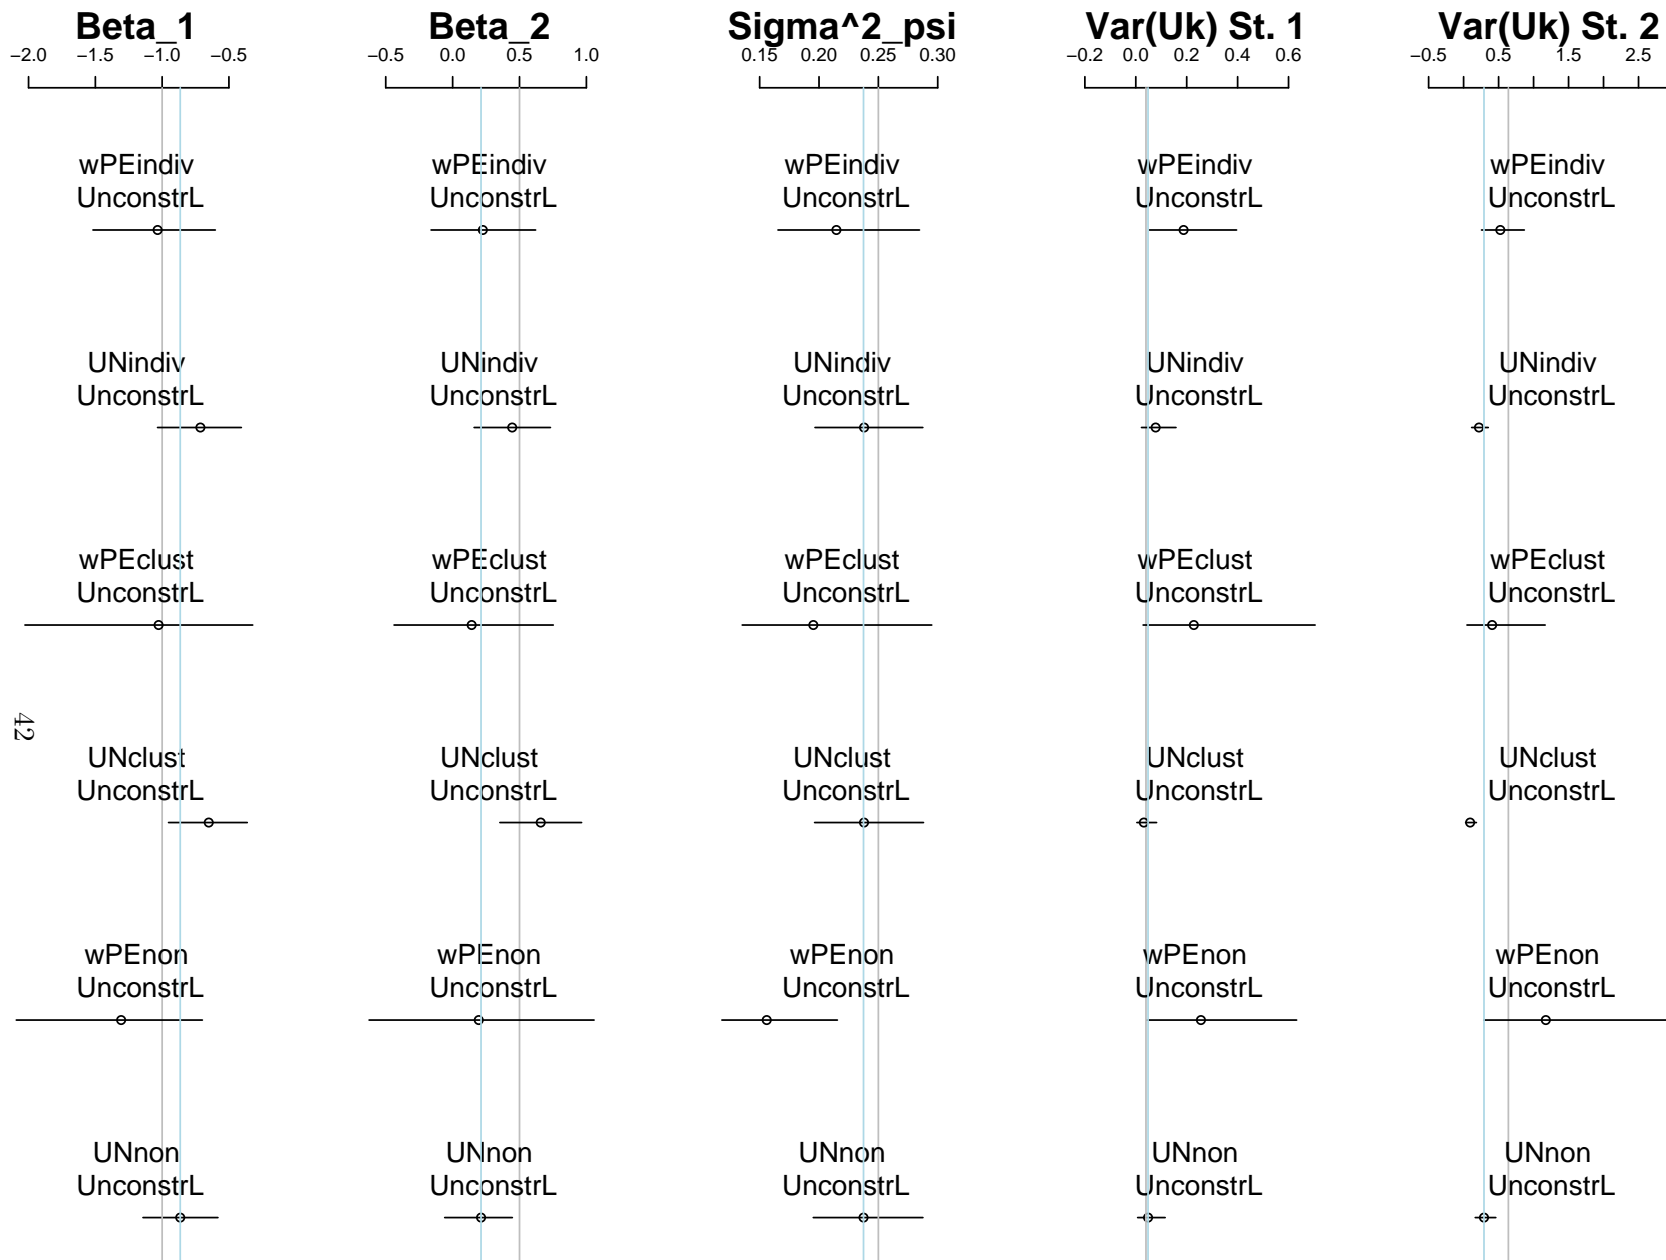 Beta_1 Beta_2 Sigma^2_psi Var(Uk) St. 1 Var(Uk) St. 2
−2.0 −1.5 −1.0 −0.5 −0.5 0.0 0.5 1.0 0.15 0.20 0.25 0.30 −0.2 0.0 0.2 0.4 0.6 −0.5 0.5 1.5 2.5
wPEindiv wPEindiv wPEindiv wPEindiv wPEindiv
UnconstrL UnconstrL UnconstrL UnconstrL UnconstrL
UNindiv UNindiv UNindiv UNindiv UNindiv
UnconstrL UnconstrL UnconstrL UnconstrL UnconstrL
wPEclust wPEclust wPEclust wPEclust wPEclust
UnconstrL UnconstrL UnconstrL UnconstrL UnconstrL
42
UNclust UNclust UNclust UNclust UNclust
UnconstrL UnconstrL UnconstrL UnconstrL UnconstrL
wPEnon wPEnon wPEnon wPEnon wPEnon
UnconstrL UnconstrL UnconstrL UnconstrL UnconstrL
UNnon UNnon UNnon UNnon UNnon
UnconstrL UnconstrL UnconstrL UnconstrL UnconstrL